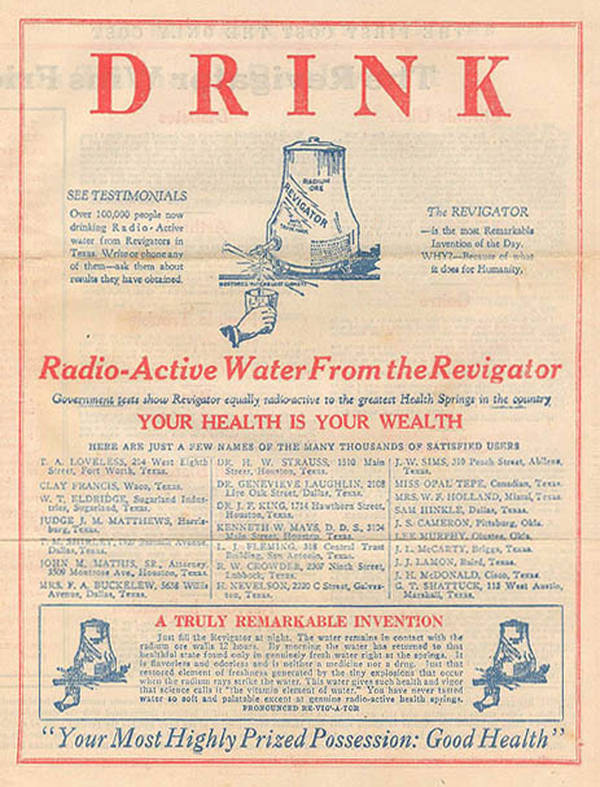 DRINK
RADIUM
ORE
REVIGATOR
SEE TESTIMONIALS
Over 100,000 people now
drinking Radio-Active
water from Revigators in
Texas. Write or phone any
of them—ask them about
results they have obtained.
The REVIGATOR
—is the most Remarkable
Invention of the Day.
WHY?—Because of what
it does for Humanity.
Radio-Active Water From the Revigator
Government tests show Revigator equally radio-active to the greatest Health Springs in the country
YOUR HEALTH IS YOUR WEALTH
HERE ARE JUST A FEW NAMES OF THE MANY THOUSANDS OF SATISFIED USERS
T. A. LOVELESS, 214 West Eighth
Street, Fort Worth, Texas.
CLAY FRANCIS, Waco, Texas.
W. T. ELDRIDGE, Sugarland Indus-
tries, Sugarland, Texas.
JUDGE J. M. MATTHEWS, Harris-
burg, Texas.
Avenue,
Dallas, Texas.
JOHN M. MATHIS, SR., Attorney,
1509 Montrose Ave., Houston, Texas.
MRS. F. A. BUCKELEW, 5638 Willis
Avenue, Dallas, Texas.
DR. H. W. STRAUSS, 1510 Main
Street, Houston, Texas.
DR. GENEVIEVE LAUGHLIN, 2108
Live Oak Street, Dallas, Texas.
DR. J. F. KING, 1714 Hawthorn Street,
Houston, Texas.
KENNETH W. MAYS, D. D. S., 3104
Main Street, Houston, Texas.
L. J. FLEMING, 318 Central Trust
Building, San Antonio, Texas.
R. W. CROWDER, 2307 Ninth Street,
Lubbock, Texas.
H. NEVELSON, 2220 C Street, Galves-
ton, Texas.
J. W. SIMS, 310 Peach Street, Abilene,
Texas.
MISS OPAL TEPE, Canadian, Texas.
MRS. W. F. HOLLAND, Miami, Texas
SAM HINKLE, Dallas, Texas.
J. S. CAMERON, Pittsburg, Okla.
LEE MURPHY, Olustee, Okla.
J. L. McCARTY, Briggs, Texas.
J. J. LAMON, Baird, Texas.
J. H. McDONALD, Cisco, Texas
G. T. SHATTUCK, 115 West Austin,
Marshall, Texas.
A TRULY REMARKABLE INVENTION
Just fill the Revigator at night. The water remains in contact with the
radium ore walls 12 hours. By morning the water has returned to that
healthful state found only in genuinely fresh water right at the spring. It
is flavorless and odorless and is neither a medicine nor a drug. Just that
restored element of freshness generated by the tiny explosions that occur
when the radium rays strike the water. This water gives such health and vigor
that science calls it "the vitamin element of water." You have never tasted
water so soft and palatable except at genuine radio-active health springs.
PRONOUNCED RE-VIG-A-TOR
"Your Most Highly Prized Possession: Good Health"